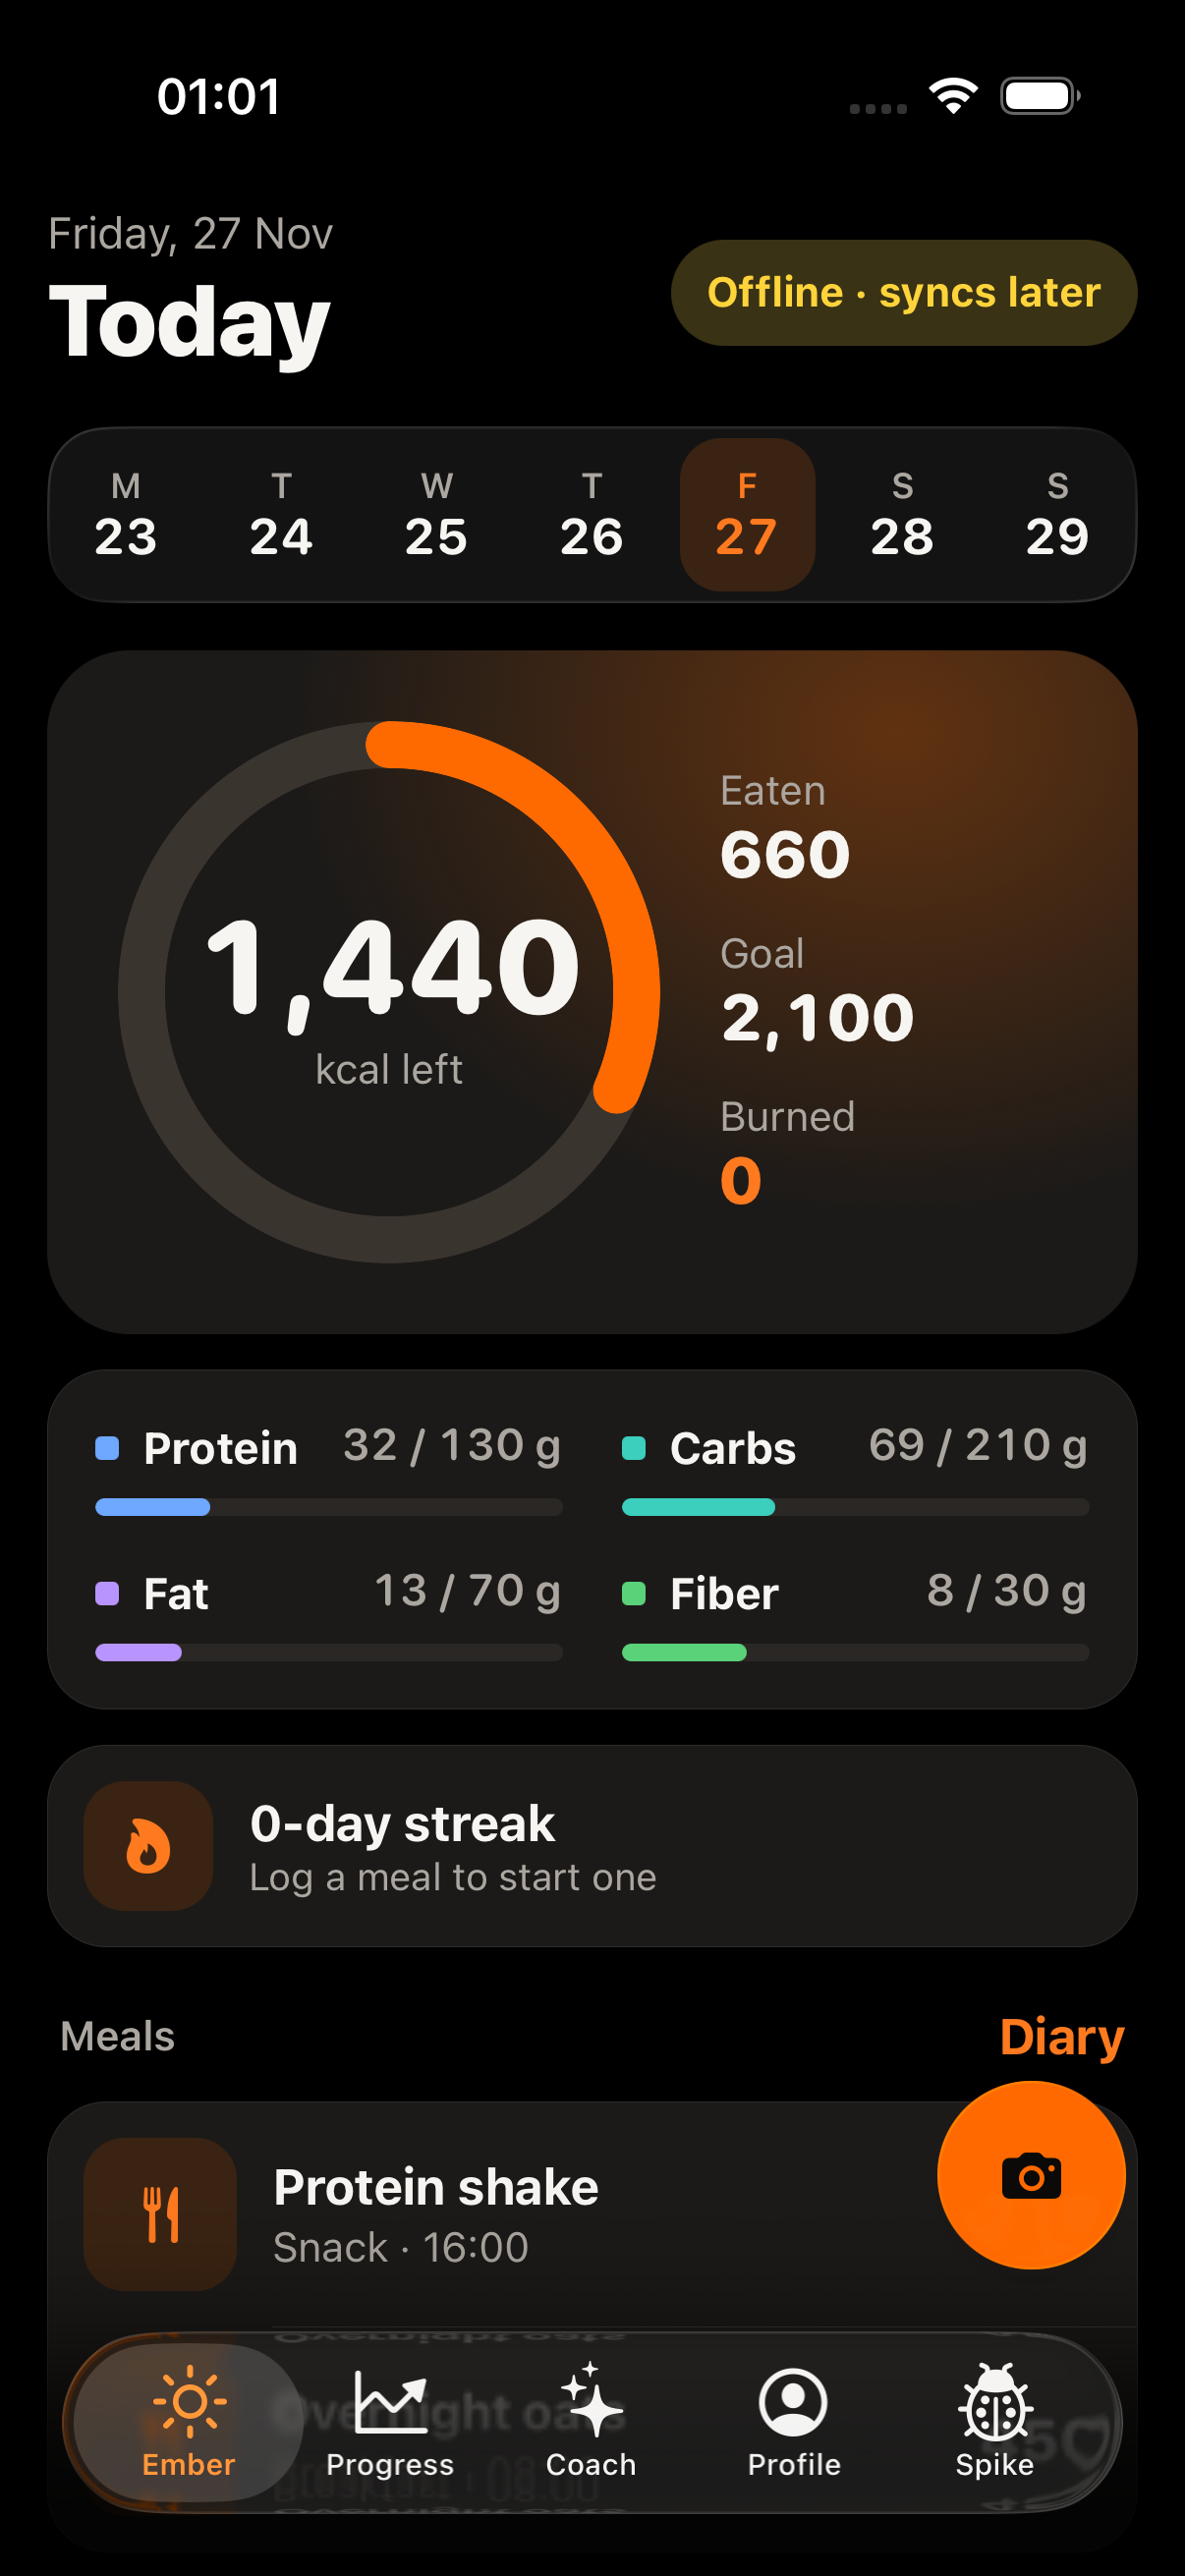 01:01
Friday, 27 Nov
Today
Offline · syncs later
M T W T F S S
23 24 25 26 27 28 29
1,440
kcal left
Eaten
660
Goal
2,100
Burned
0
Protein 32 / 130 g
Carbs 69 / 210 g
Fat 13 / 70 g
Fiber 8 / 30 g
0-day streak
Log a meal to start one
Meals
Diary
Protein shake
Snack · 16:00
Overnight oats
Ember Progress Coach Profile Spike